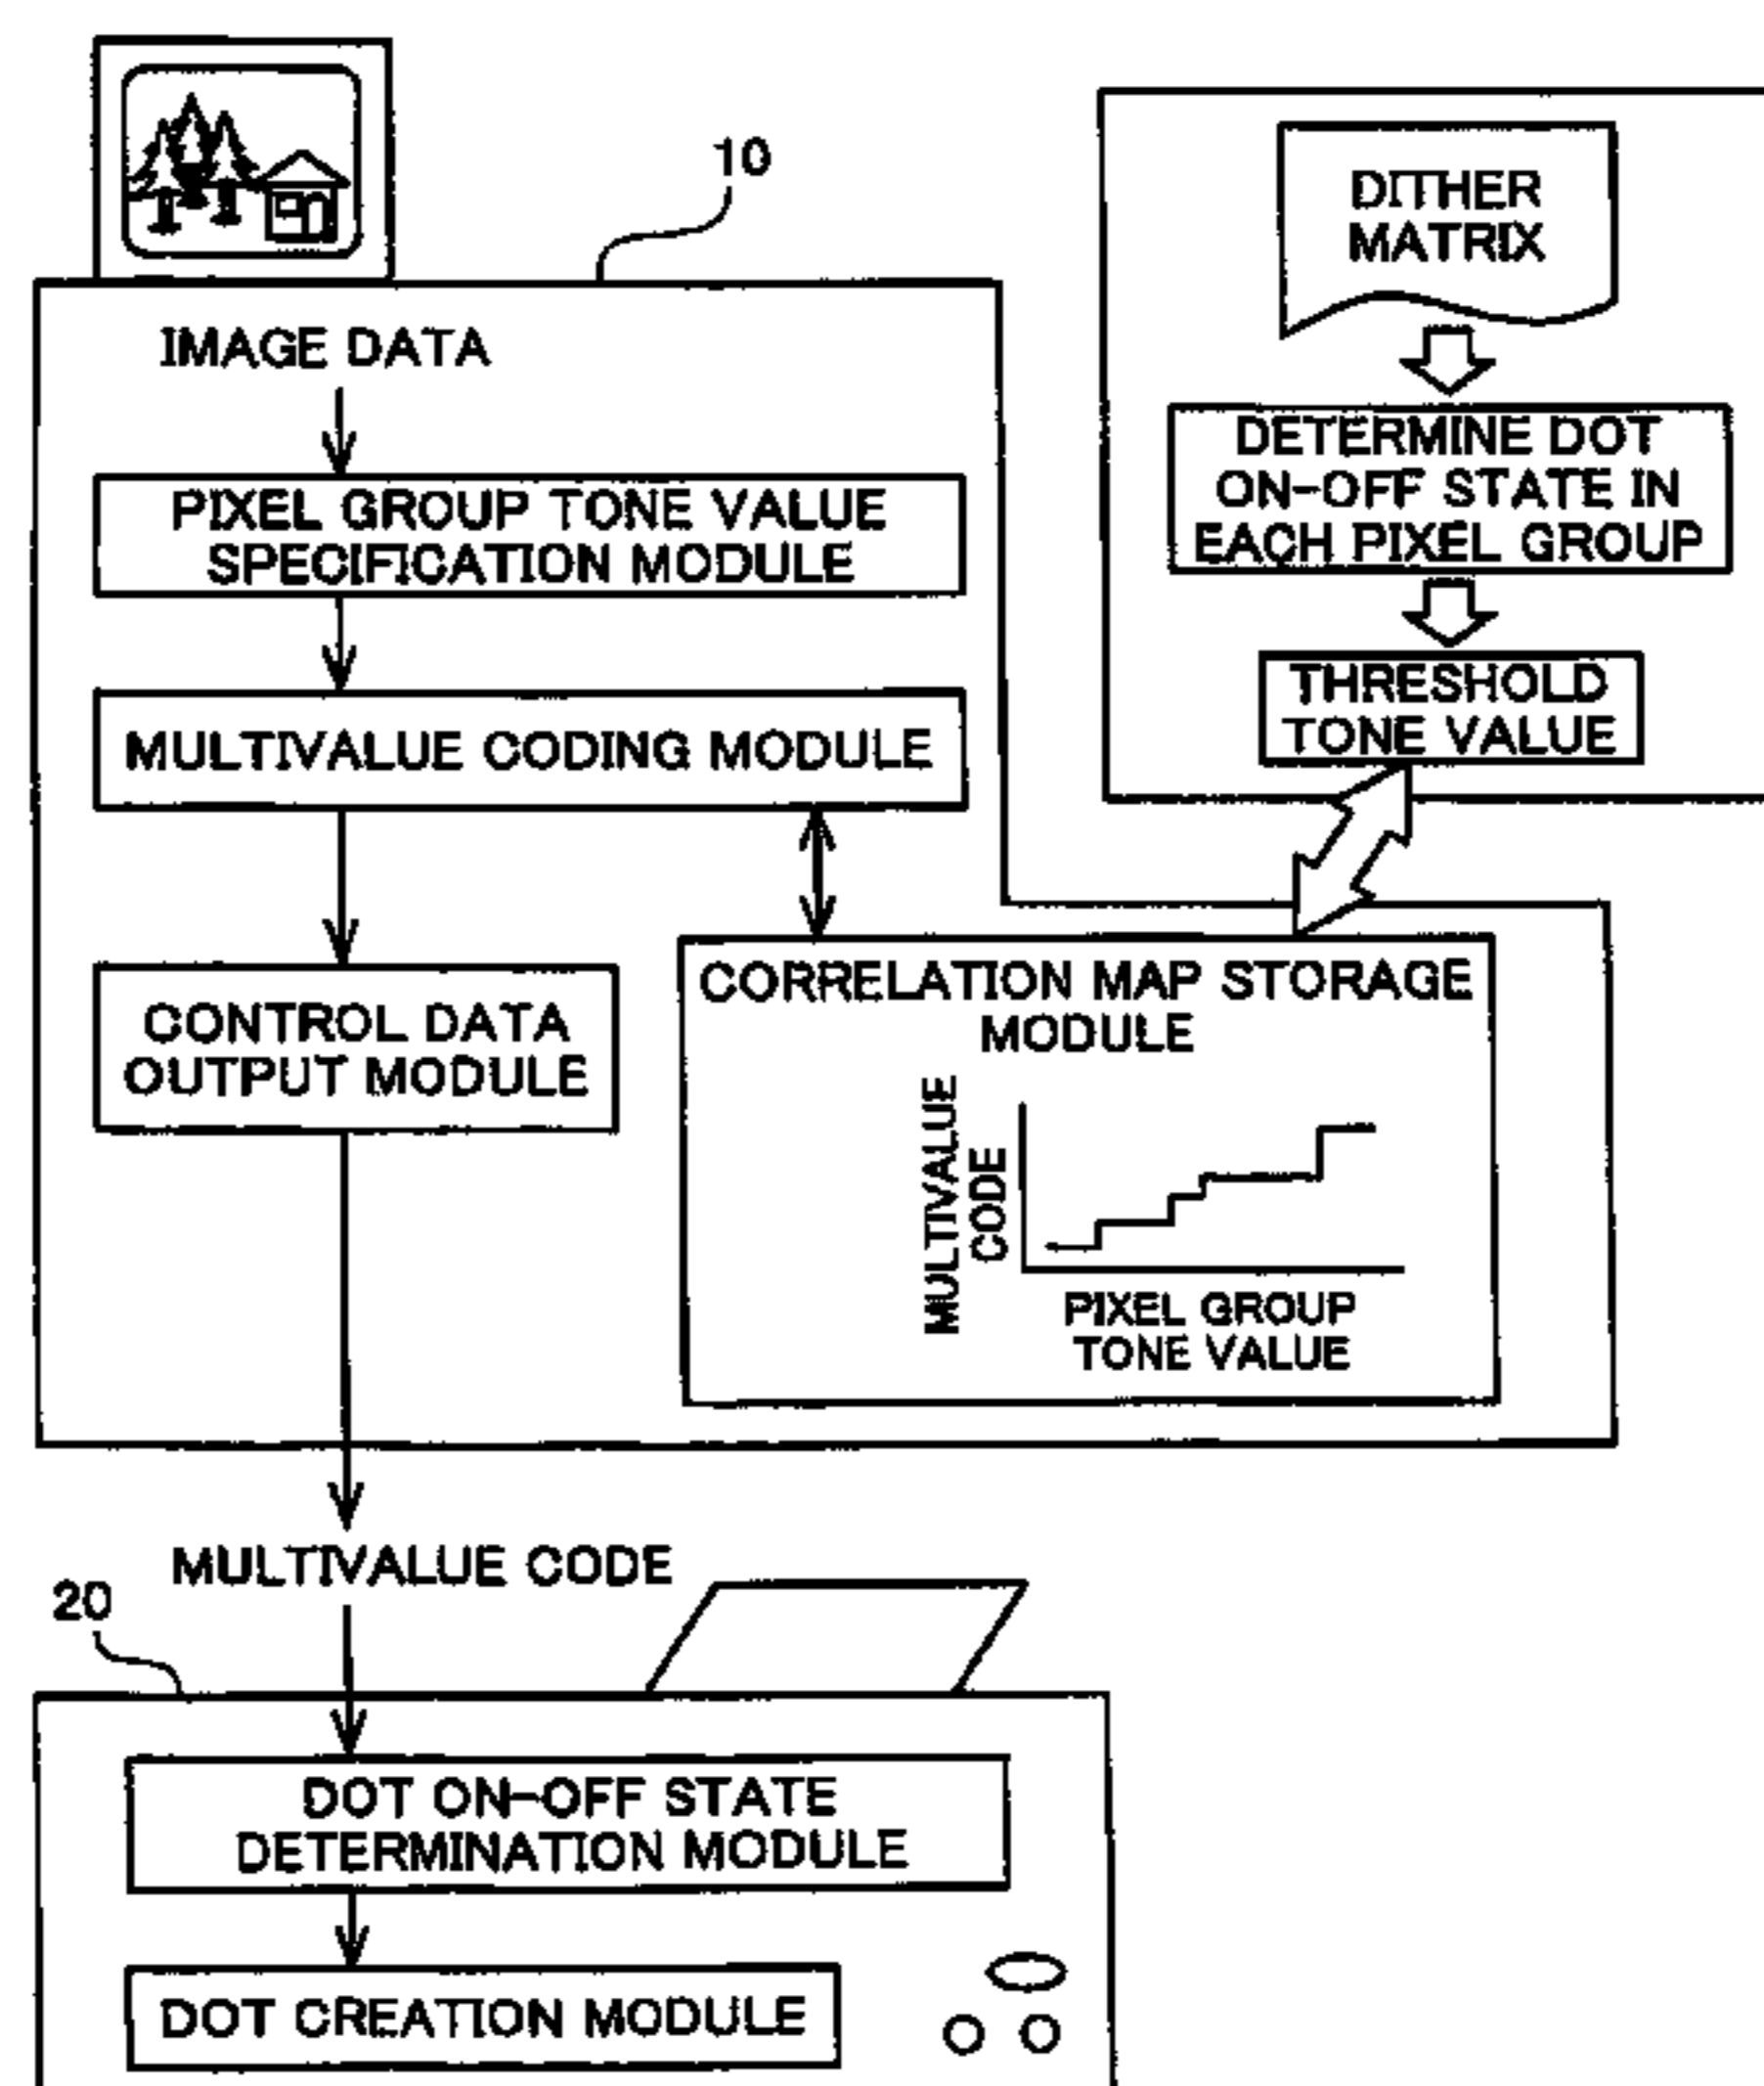 10
IMAGE DATA
PIXEL GROUP TONE VALUE
SPECIFICATION MODULE
MULTIVALUE CODING MODULE
CONTROL DATA
OUTPUT MODULE
DITHER
MATRIX
DETERMINE DOT
ON-OFF STATE IN
EACH PIXEL GROUP
THRESHOLD
TONE VALUE
CORRELATION MAP STORAGE
MODULE
MULTIVALUE
CODE
PIXEL GROUP
TONE VALUE
MULTIVALUE CODE
20
DOT ON-OFF STATE
DETERMINATION MODULE
DOT CREATION MODULE